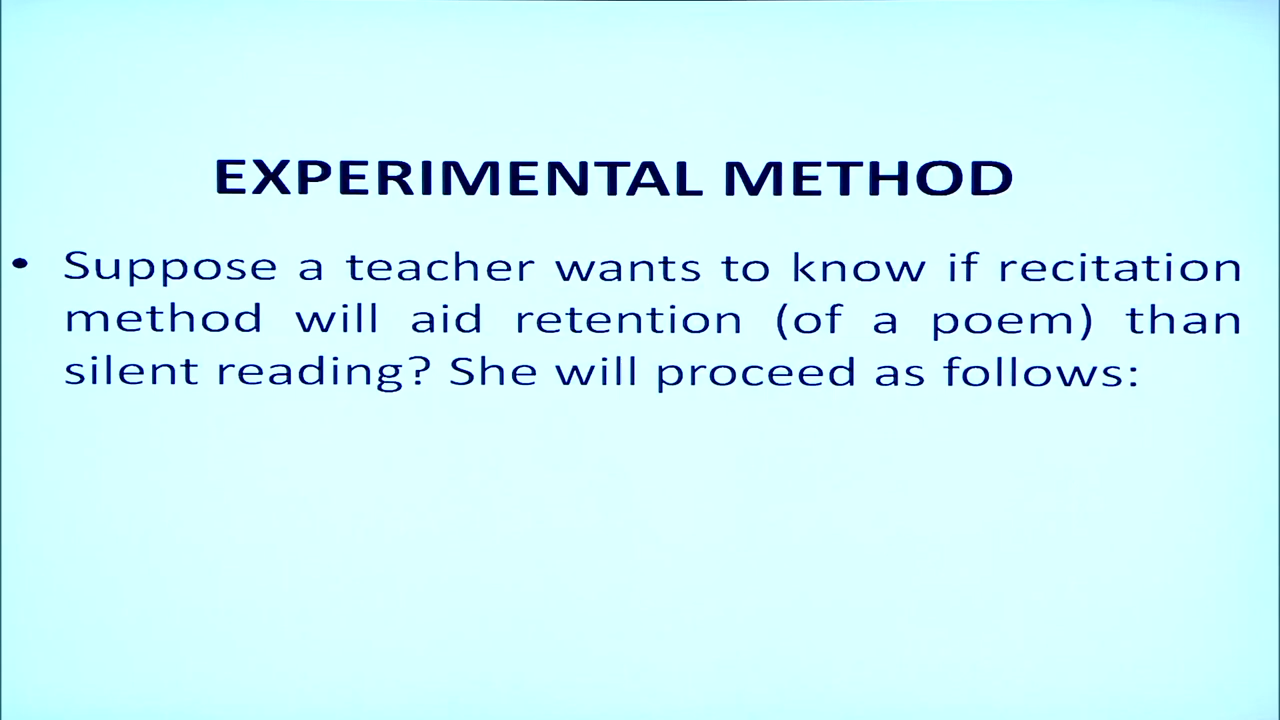 EXPERIMENTAL METHOD
• Suppose a teacher wants to know if recitation
method will aid retention (of a poem) than
silent reading? She will proceed as follows: